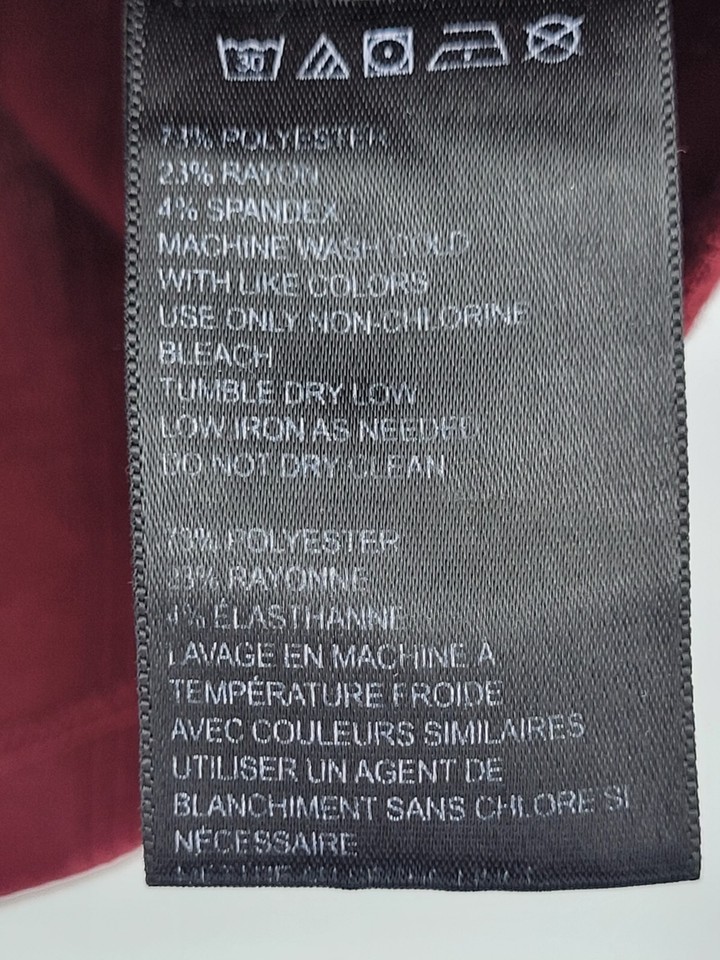 30
73% POLYESTER
23% RAYON
4% SPANDEX
MACHINE WASH COLD
WITH LIKE COLORS
USE ONLY NON-CHLORINE
BLEACH
TUMBLE DRY LOW
LOW IRON AS NEEDED
DO NOT DRY CLEAN
73% POLYESTER
23% RAYONNE
4% ÉLASTHANNE
LAVAGE EN MACHINE À
TEMPÉRATURE FROIDE
AVEC COULEURS SIMILAIRES
UTILISER UN AGENT DE
BLANCHIMENT SANS CHLORE SI
NÉCESSAIRE